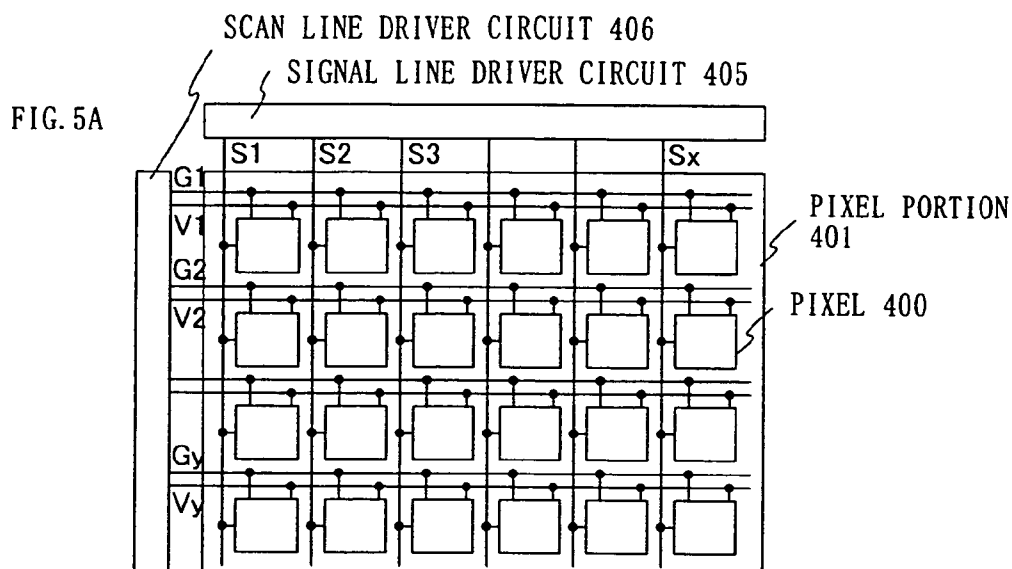 SCAN LINE DRIVER CIRCUIT 406
SIGNAL LINE DRIVER CIRCUIT 405
FIG. 5A
S1 S2 S3 Sx
G1
V1
PIXEL PORTION
401
G2
V2
PIXEL 400
Gy
Vy